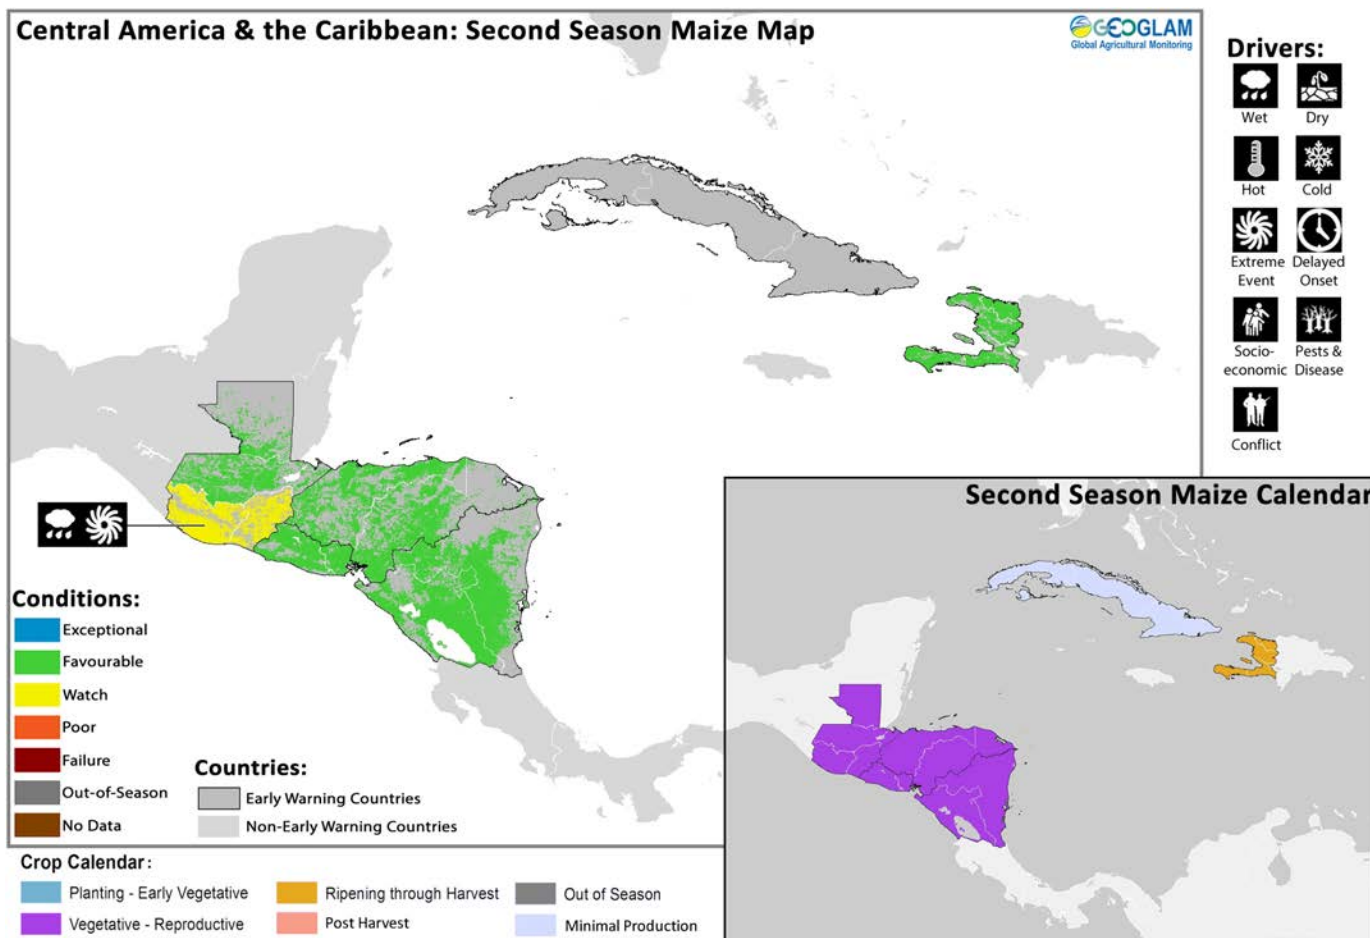 Central America & the Caribbean: Second Season Maize Map
GEOGLAM
Global Agricultural Monitoring
Drivers:
Wet
Dry
Hot
Cold
Extreme
Event
Delayed
Onset
Socio-
economic
Pests &
Disease
Conflict
Second Season Maize Calendar
Conditions:
Exceptional
Favourable
Watch
Poor
Failure
Out-of-Season
No Data
Countries:
Early Warning Countries
Non-Early Warning Countries
Crop Calendar:
Planting - Early Vegetative
Ripening through Harvest
Out of Season
Vegetative - Reproductive
Post Harvest
Minimal Production